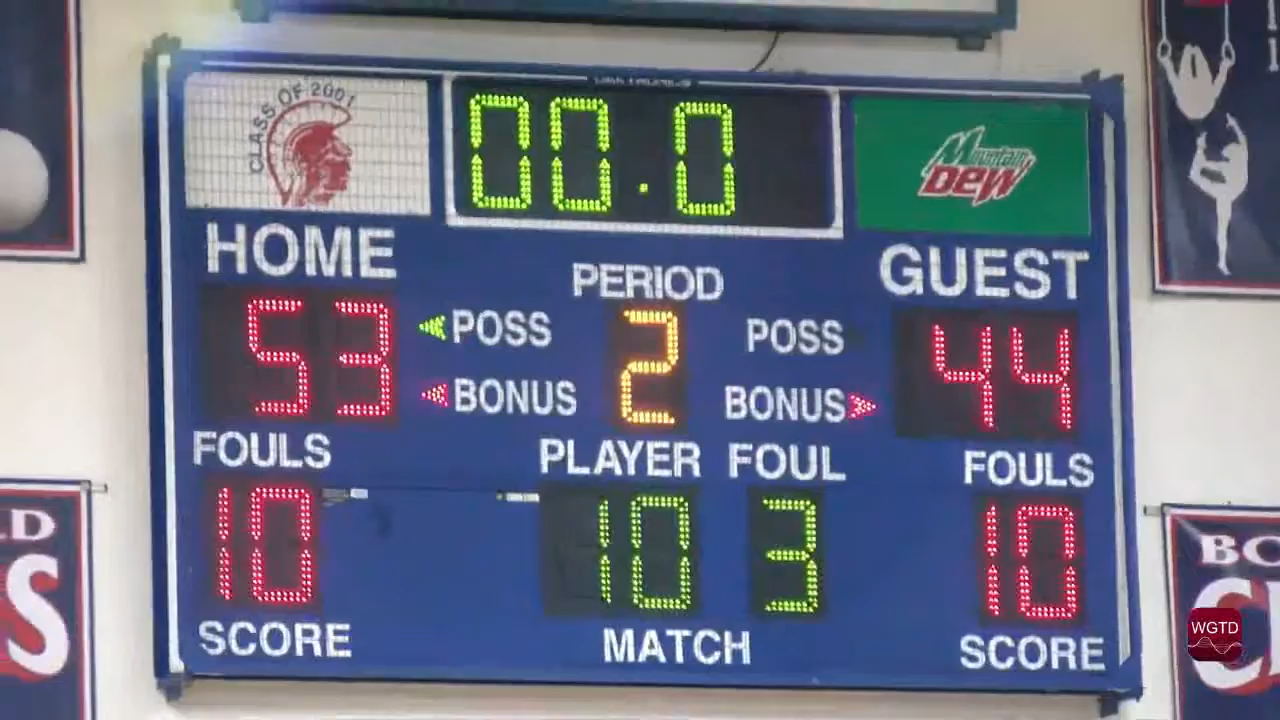 CLASS OF 2001
00.0
Mountain
Dew
HOME
PERIOD
GUEST
53
POSS
2
POSS
44
BONUS
BONUS
FOULS
PLAYER
FOUL
FOULS
10
10
3
10
SCORE
MATCH
SCORE
D
S
BO
C
WGTD